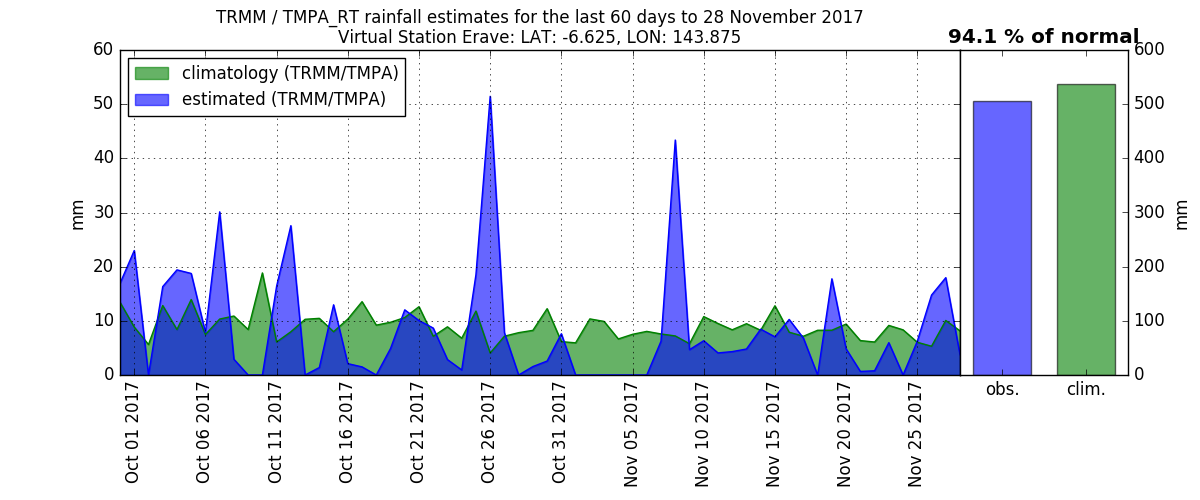 TRMM / TMPA_RT rainfall estimates for the last 60 days to 28 November 2017
Virtual Station Erave: LAT: -6.625, LON: 143.875
94.1 % of normal
climatology (TRMM/TMPA)
estimated (TRMM/TMPA)
60
50
40
30
20
10
0
mm
Oct 01 2017
Oct 06 2017
Oct 11 2017
Oct 16 2017
Oct 21 2017
Oct 26 2017
Oct 31 2017
Nov 05 2017
Nov 10 2017
Nov 15 2017
Nov 20 2017
Nov 25 2017
600
500
400
300
200
100
0
mm
obs.
clim.